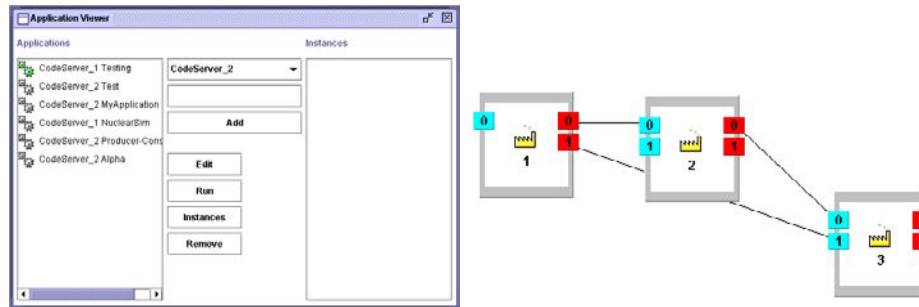 Application Viewer
Applications
Instances
CodeServer_1 Testing
CodeServer_2 Test
CodeServer_2 MyApplication
CodeServer_1 NuclearSim
CodeServer_2 Producer-Cons
CodeServer_2 Alpha
CodeServer_2
Add
Edit
Run
Instances
Remove
0
0
1
1
0
1
0
1
2
0
1
3